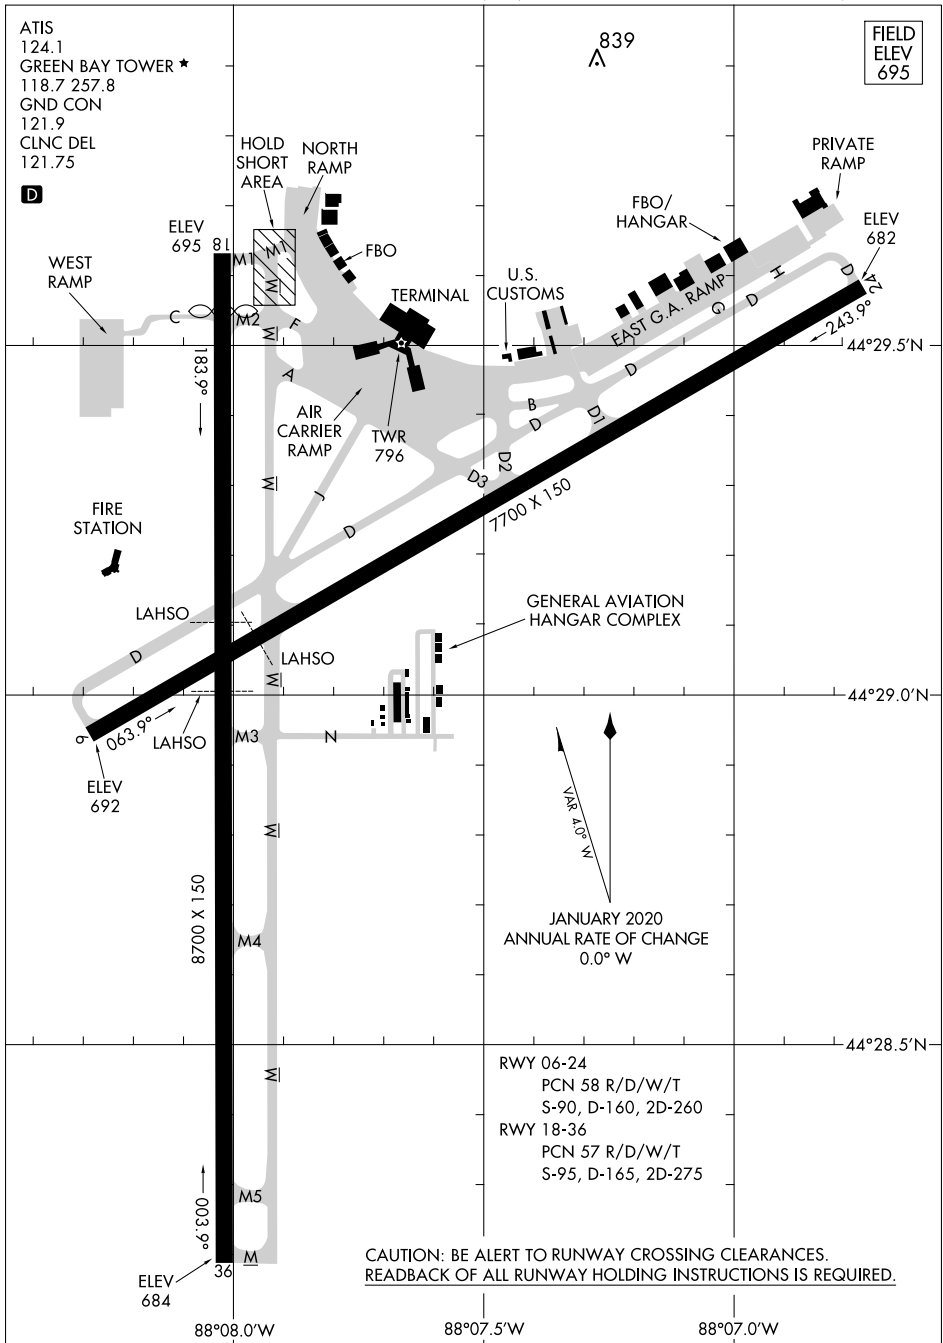 ATIS
124.1
GREEN BAY TOWER ★
118.7 257.8
GND CON
121.9
CLNC DEL
121.75
D
839
FIELD
ELEV
695
HOLD
SHORT
AREA
NORTH
RAMP
PRIVATE
RAMP
ELEV
695
18
M1
M1
FBO
FBO/
HANGAR
ELEV
682
WEST
RAMP
M
U.S.
CUSTOMS
TERMINAL
EAST G.A. RAMP
H
G
D
D
24
243.9°
C
M2
M
F
44°29.5'N
183.9°
A
D
AIR
CARRIER
RAMP
TWR
796
B
D
D1
D2
D3
M
J
D
7700 X 150
FIRE
STATION
LAHSO
GENERAL AVIATION
HANGAR COMPLEX
D
LAHSO
M
44°29.0'N
063.9°
6
LAHSO
M3
N
ELEV
692
VAR 4.0° W
M
8700 X 150
JANUARY 2020
ANNUAL RATE OF CHANGE
0.0° W
M4
44°28.5'N
M
RWY 06-24
PCN 58 R/D/W/T
S-90, D-160, 2D-260
RWY 18-36
PCN 57 R/D/W/T
S-95, D-165, 2D-275
003.9°
M5
M
36
ELEV
684
CAUTION: BE ALERT TO RUNWAY CROSSING CLEARANCES.
READBACK OF ALL RUNWAY HOLDING INSTRUCTIONS IS REQUIRED.
88°08.0'W
88°07.5'W
88°07.0'W